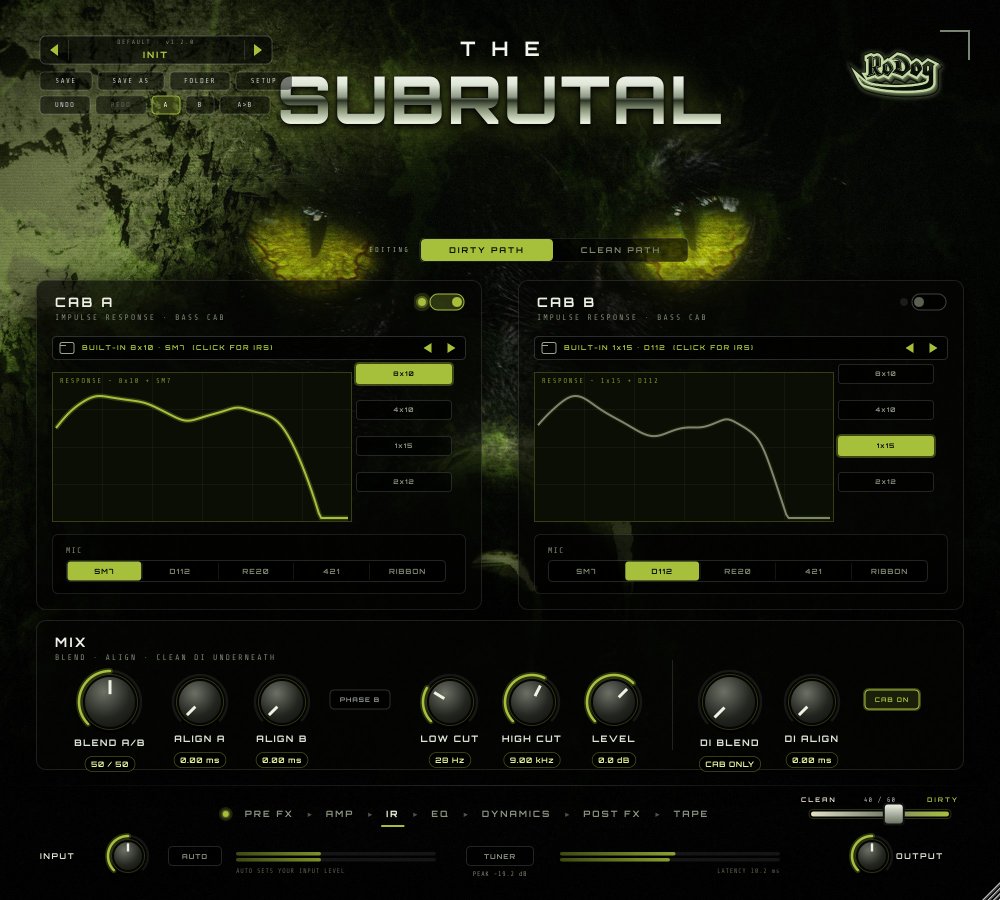 DEFAULT · v1.2.0
INIT
SAVE SAVE AS FOLDER SETUP
UNDO REDO A B A>B
THE
SUBRUTAL
RoDog
EDITING DIRTY PATH CLEAN PATH
CAB A
IMPULSE RESPONSE · BASS CAB
BUILT-IN 8x10 · SM7 (CLICK FOR IRS)
RESPONSE - 8x10 + SM7
8x10
4x10
1x15
2x12
MIC
SM7 D112 RE20 421 RIBBON
CAB B
IMPULSE RESPONSE · BASS CAB
BUILT-IN 1x15 · D112 (CLICK FOR IRS)
RESPONSE - 1x15 + D112
8x10
4x10
1x15
2x12
MIC
SM7 D112 RE20 421 RIBBON
MIX
BLEND · ALIGN · CLEAN DI UNDERNEATH
PHASE B
CAB ON
BLEND A/B ALIGN A ALIGN B LOW CUT HIGH CUT LEVEL DI BLEND DI ALIGN
50 / 50 0.00 ms 0.00 ms 28 Hz 9.00 kHz 0.0 dB CAB ONLY 0.00 ms
PRE FX ▸ AMP ▸ IR ▸ EQ ▸ DYNAMICS ▸ POST FX ▸ TAPE
CLEAN 40 / 60 DIRTY
INPUT AUTO TUNER OUTPUT
AUTO SETS YOUR INPUT LEVEL PEAK -19.2 dB LATENCY 10.2 ms